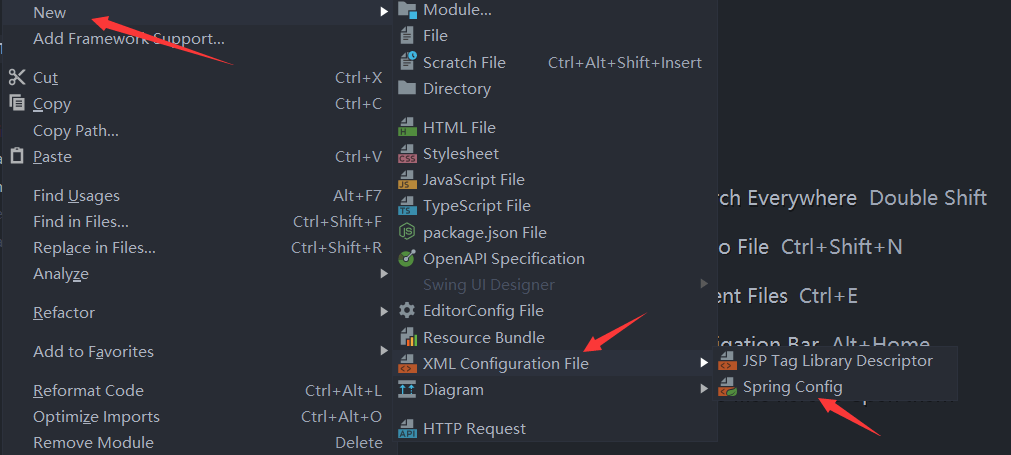 New
Add Framework Support...
Cut Ctrl+X
Copy Ctrl+C
Copy Path...
Paste Ctrl+V
Find Usages Alt+F7
Find in Files... Ctrl+Shift+F
Replace in Files... Ctrl+Shift+R
Analyze
Refactor
Add to Favorites
Reformat Code Ctrl+Alt+L
Optimize Imports Ctrl+Alt+O
Remove Module Delete
Module...
File
Scratch File Ctrl+Alt+Shift+Insert
Directory
HTML File
Stylesheet
JavaScript File
TypeScript File
package.json File
OpenAPI Specification
Swing UI Designer
EditorConfig File
Resource Bundle
XML Configuration File
Diagram
HTTP Request
JSP Tag Library Descriptor
Spring Config
rch Everywhere Double Shift
o File Ctrl+Shift+N
ent Files Ctrl+E
igation Bar Alt+Home